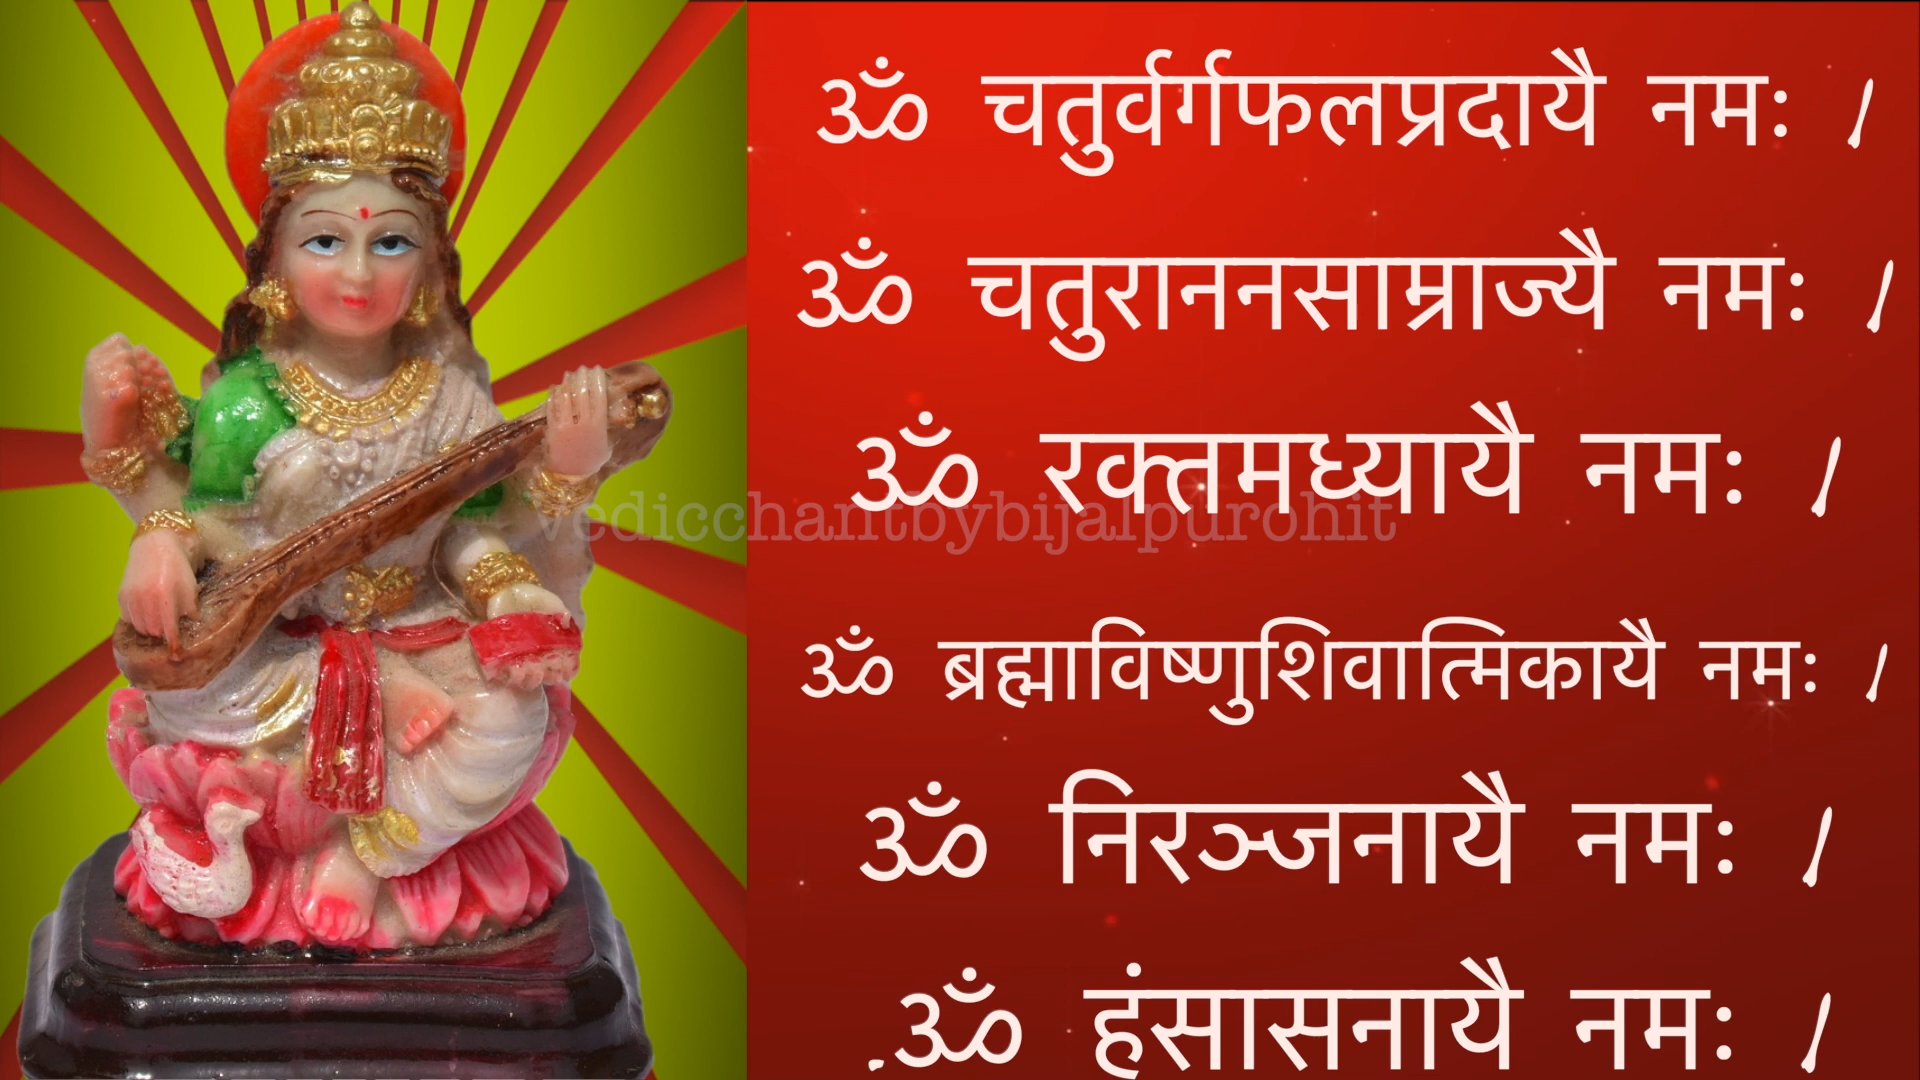 ॐ चतुर्वर्गफलप्रदायै नमः ।
ॐ चतुराननसाम्राज्यै नमः ।
ॐ रक्तमध्यायै नमः ।
vedicchantbybijalpurohit
ॐ ब्रह्माविष्णुशिवात्मिकायै नमः ।
ॐ निरञ्जनायै नमः ।
.ॐ हंसासनायै नमः ।